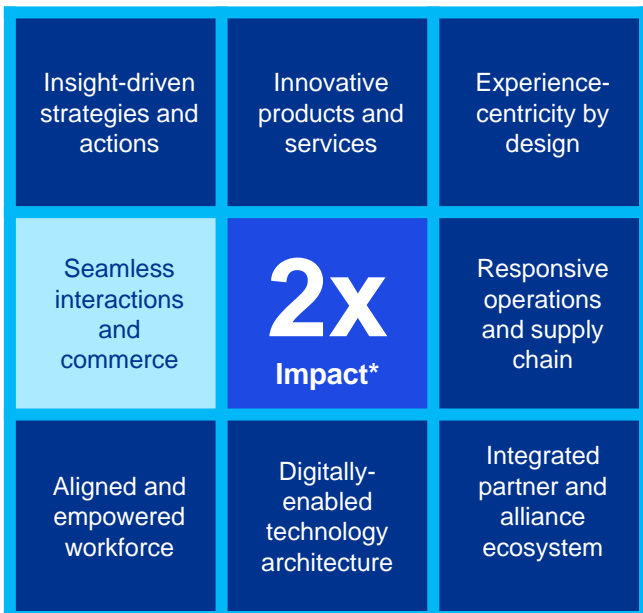 Insight-driven
strategies and
actions
Innovative
products and
services
Experience-
centricity by
design
Seamless
interactions
and
commerce
2x
Impact*
Responsive
operations
and supply
chain
Aligned and
empowered
workforce
Digitally-
enabled
technology
architecture
Integrated
partner and
alliance
ecosystem